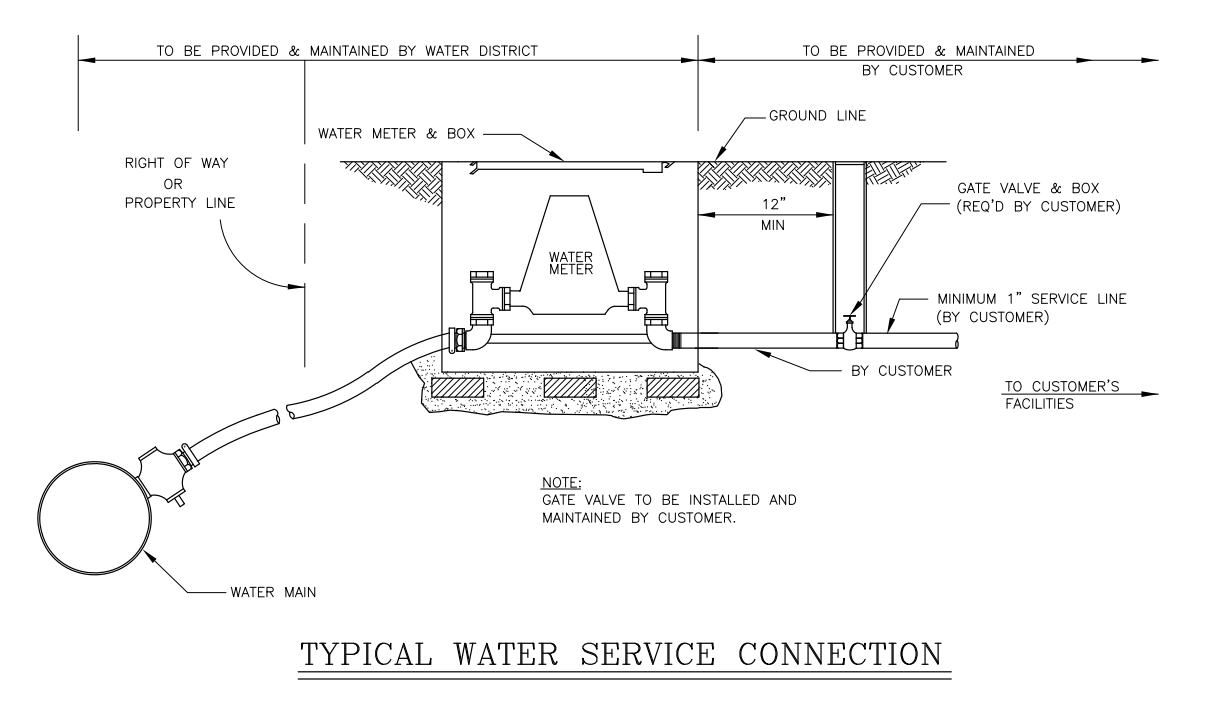 TO BE PROVIDED & MAINTAINED BY WATER DISTRICT
TO BE PROVIDED & MAINTAINED
BY CUSTOMER
GROUND LINE
WATER METER & BOX
RIGHT OF WAY
OR
PROPERTY LINE
GATE VALVE & BOX
(REQ'D BY CUSTOMER)
12"
MIN
WATER
METER
MINIMUM 1" SERVICE LINE
(BY CUSTOMER)
BY CUSTOMER
TO CUSTOMER'S
FACILITIES
NOTE:
GATE VALVE TO BE INSTALLED AND
MAINTAINED BY CUSTOMER.
WATER MAIN
TYPICAL WATER SERVICE CONNECTION